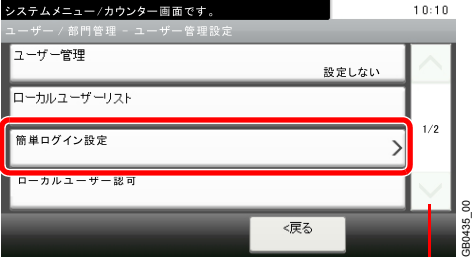 システムメニュー/カウンター画面です。
10:10
ユーザー / 部門管理 - ユーザー管理設定
ユーザー管理
設定しない
ローカルユーザーリスト
簡単ログイン設定
1/2
ローカルユーザー認可
<戻る
GB0435_00